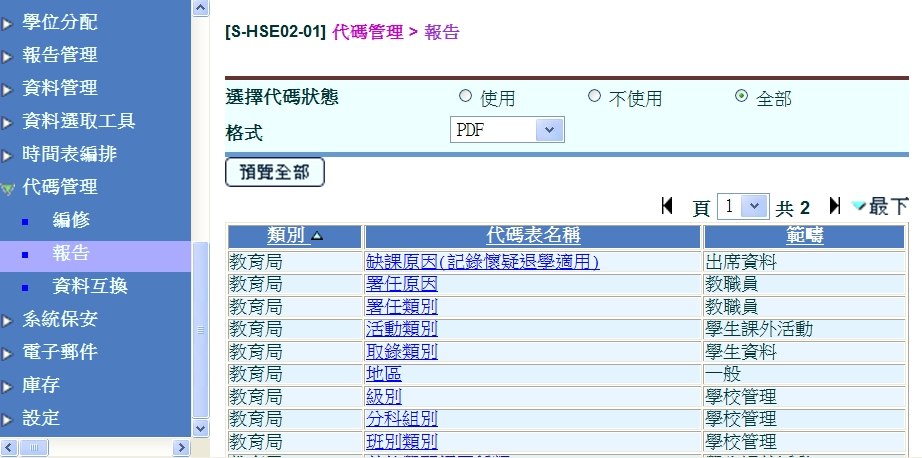 學位分配
報告管理
資料管理
資料選取工具
時間表編排
代碼管理
編修
報告
資料互換
系統保安
電子郵件
庫存
設定
[S-HSE02-01] 代碼管理 > 報告
選擇代碼狀態 使用 不使用 全部
格式 PDF
預覽全部
頁 1 共 2 最下
類別 代碼表名稱 範疇
教育局 缺課原因(記錄懷疑退學適用) 出席資料
教育局 署任原因 教職員
教育局 署任類別 教職員
教育局 活動類別 學生課外活動
教育局 取錄類別 學生資料
教育局 地區 一般
教育局 級別 學校管理
教育局 分科組別 學校管理
教育局 班別類別 學校管理